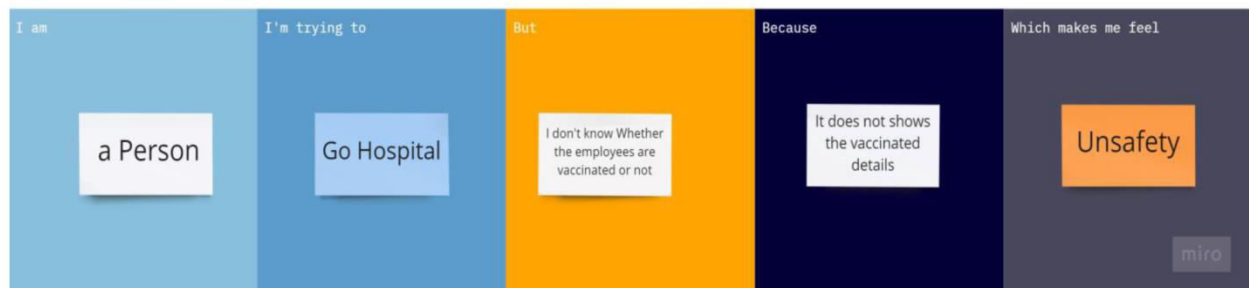 I am
a Person
I'm trying to
Go Hospital
But
I don't know Whether
the employees are
vaccinated or not
Because
It does not shows
the vaccinated
details
Which makes me feel
Unsafety
miro